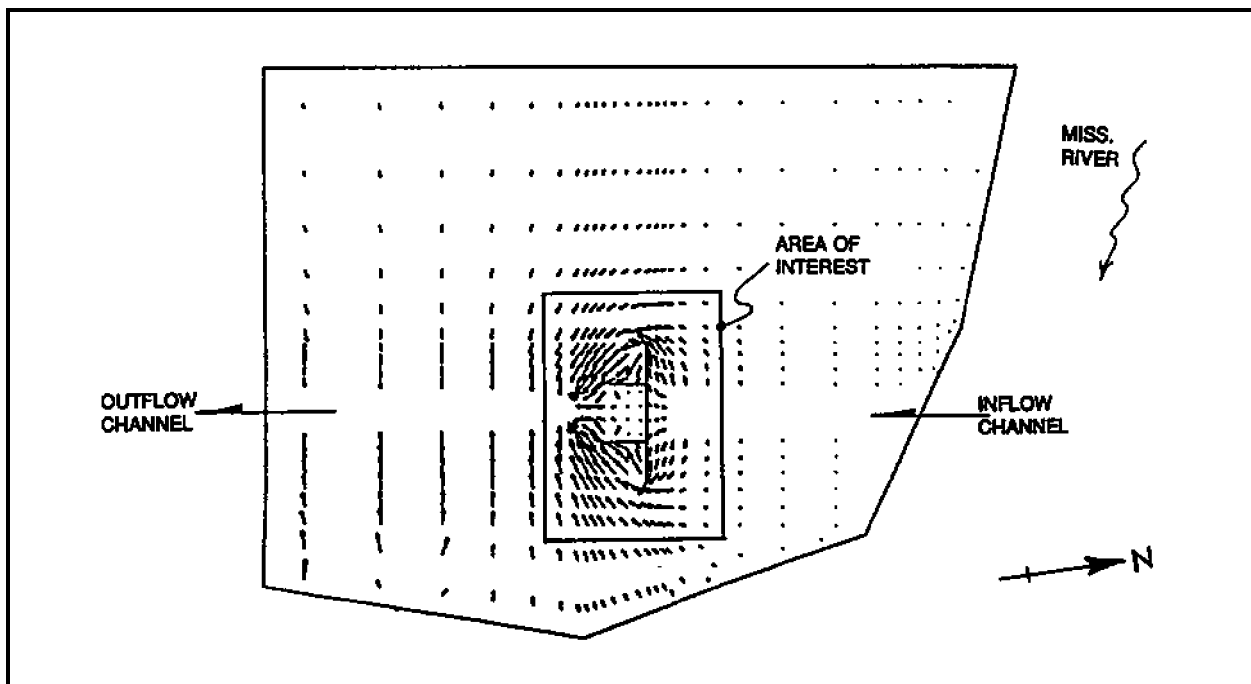 MISS.
RIVER
AREA OF
INTEREST
OUTFLOW
CHANNEL
INFLOW
CHANNEL
N